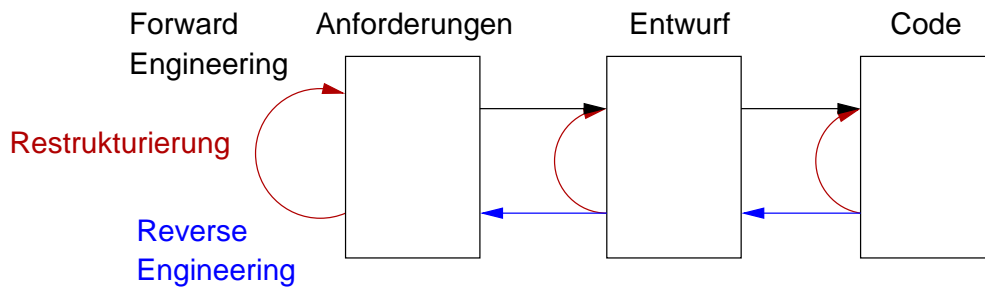 Forward
Engineering
Anforderungen
Entwurf
Code
Restrukturierung
Reverse
Engineering